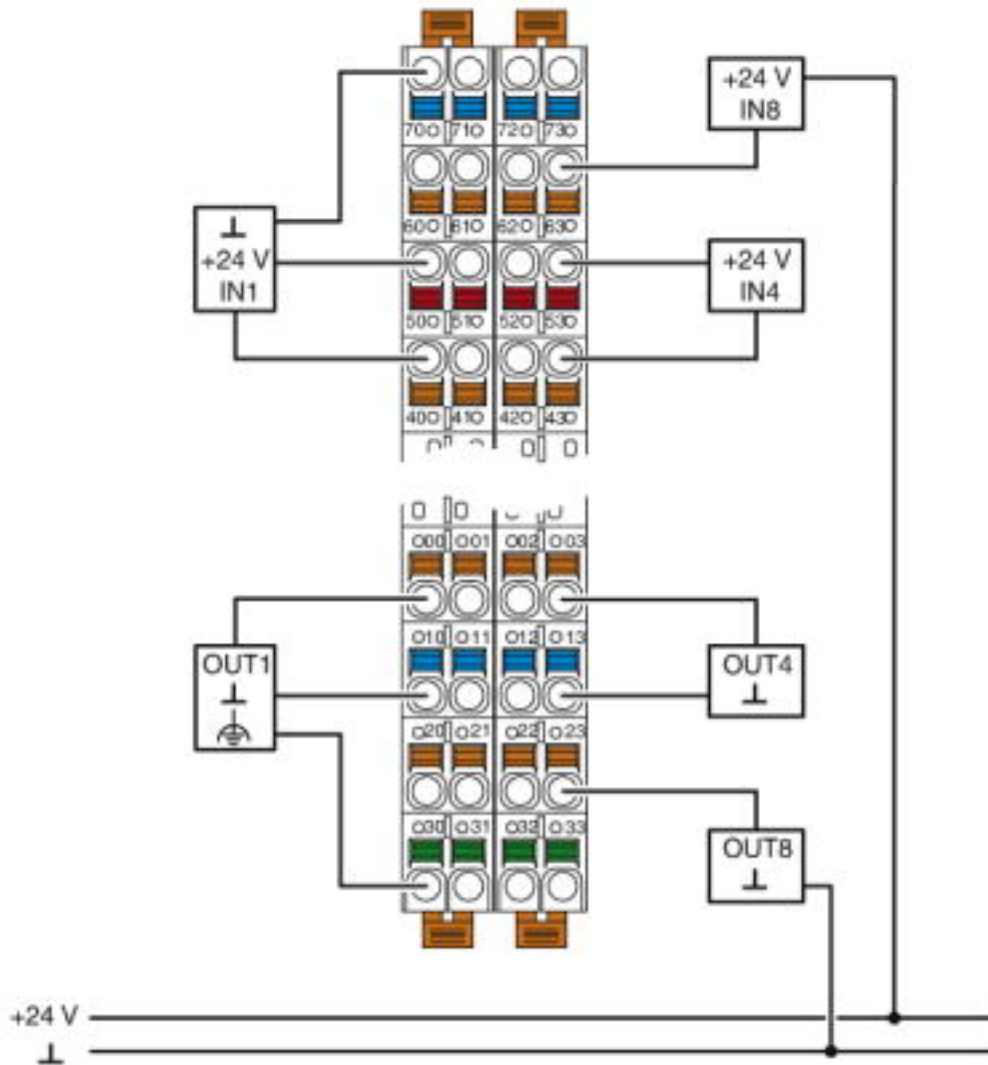 +24 V
IN8
70 71 72 73
+24 V
IN1
60 61 62 63
+24 V
IN4
50 51 52 53
40 41 42 43
00 01 02 03
OUT1
10 11 12 13
OUT4
20 21 22 23
30 31 32 33
OUT8
+24 V